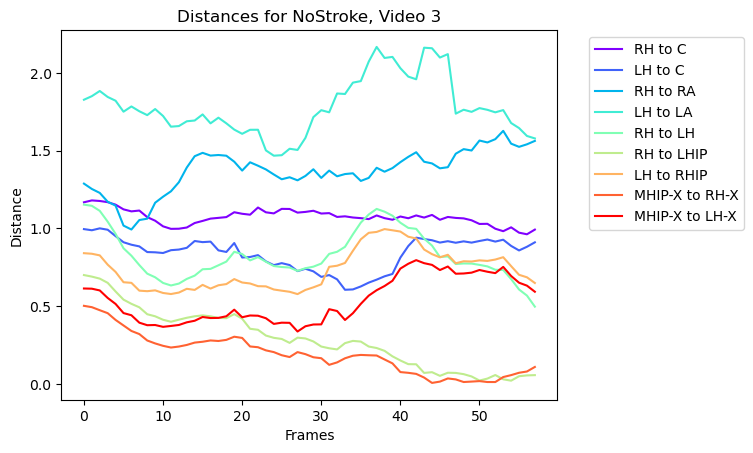 Distances for NoStroke, Video 3
Distance
2.0
1.5
1.0
0.5
0.0
0
10
20
30
40
50
Frames
RH to C
LH to C
RH to RA
LH to LA
RH to LH
RH to LHIP
LH to RHIP
MHIP-X to RH-X
MHIP-X to LH-X